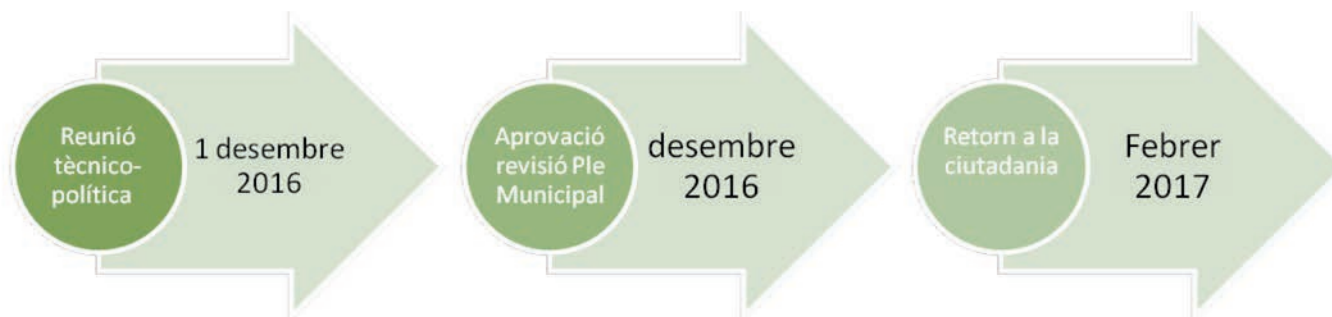 Reunió
tècnico-
política
1 desembre
2016
Aprovació
revisió Ple
Municipal
desembre
2016
Retorn a la
ciutadania
Febrer
2017